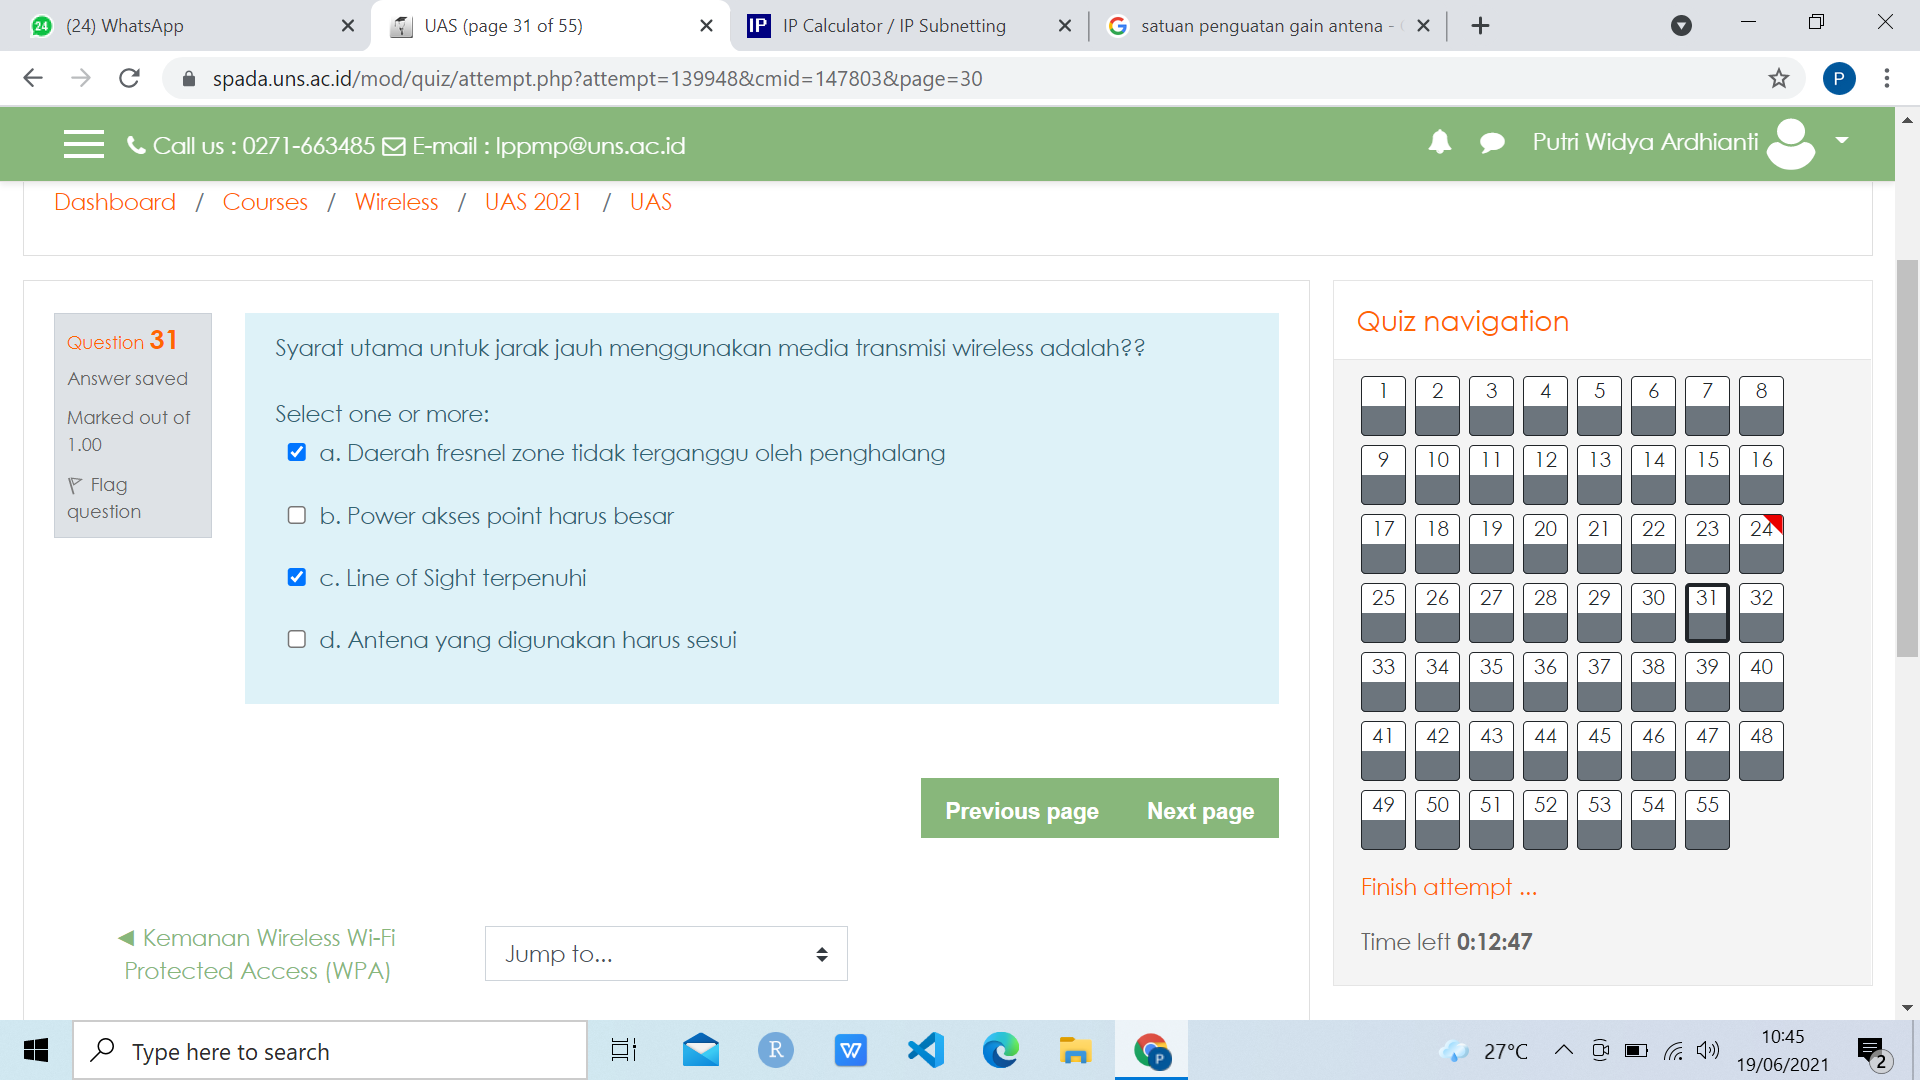 24 (24) WhatsApp
UAS (page 31 of 55)
IP IP Calculator / IP Subnetting
G satuan penguatan gain antena -
spada.uns.ac.id/mod/quiz/attempt.php?attempt=139948&cmid=147803&page=30
P
Call us : 0271-663485 E-mail : lppmp@uns.ac.id
Putri Widya Ardhianti
Dashboard / Courses / Wireless / UAS 2021 / UAS
Question 31
Answer saved
Marked out of
1.00
Flag
question
Syarat utama untuk jarak jauh menggunakan media transmisi wireless adalah??
Select one or more:
a. Daerah fresnel zone tidak terganggu oleh penghalang
b. Power akses point harus besar
c. Line of Sight terpenuhi
d. Antena yang digunakan harus sesui
Previous page Next page
◄ Kemanan Wireless Wi-Fi
Protected Access (WPA)
Jump to...
Quiz navigation
1 2 3 4 5 6 7 8
9 10 11 12 13 14 15 16
17 18 19 20 21 22 23 24
25 26 27 28 29 30 31 32
33 34 35 36 37 38 39 40
41 42 43 44 45 46 47 48
49 50 51 52 53 54 55
Finish attempt ...
Time left 0:12:47
Type here to search
R
W
P
27°C
10:45
19/06/2021
2